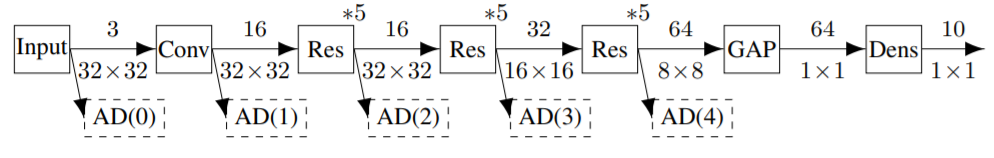 *5 *5 *5
3 16 16 32 64 64 10
Input Conv Res Res Res GAP Dens
32×32 32×32 32×32 16×16 8×8 1×1 1×1
AD(0) AD(1) AD(2) AD(3) AD(4)